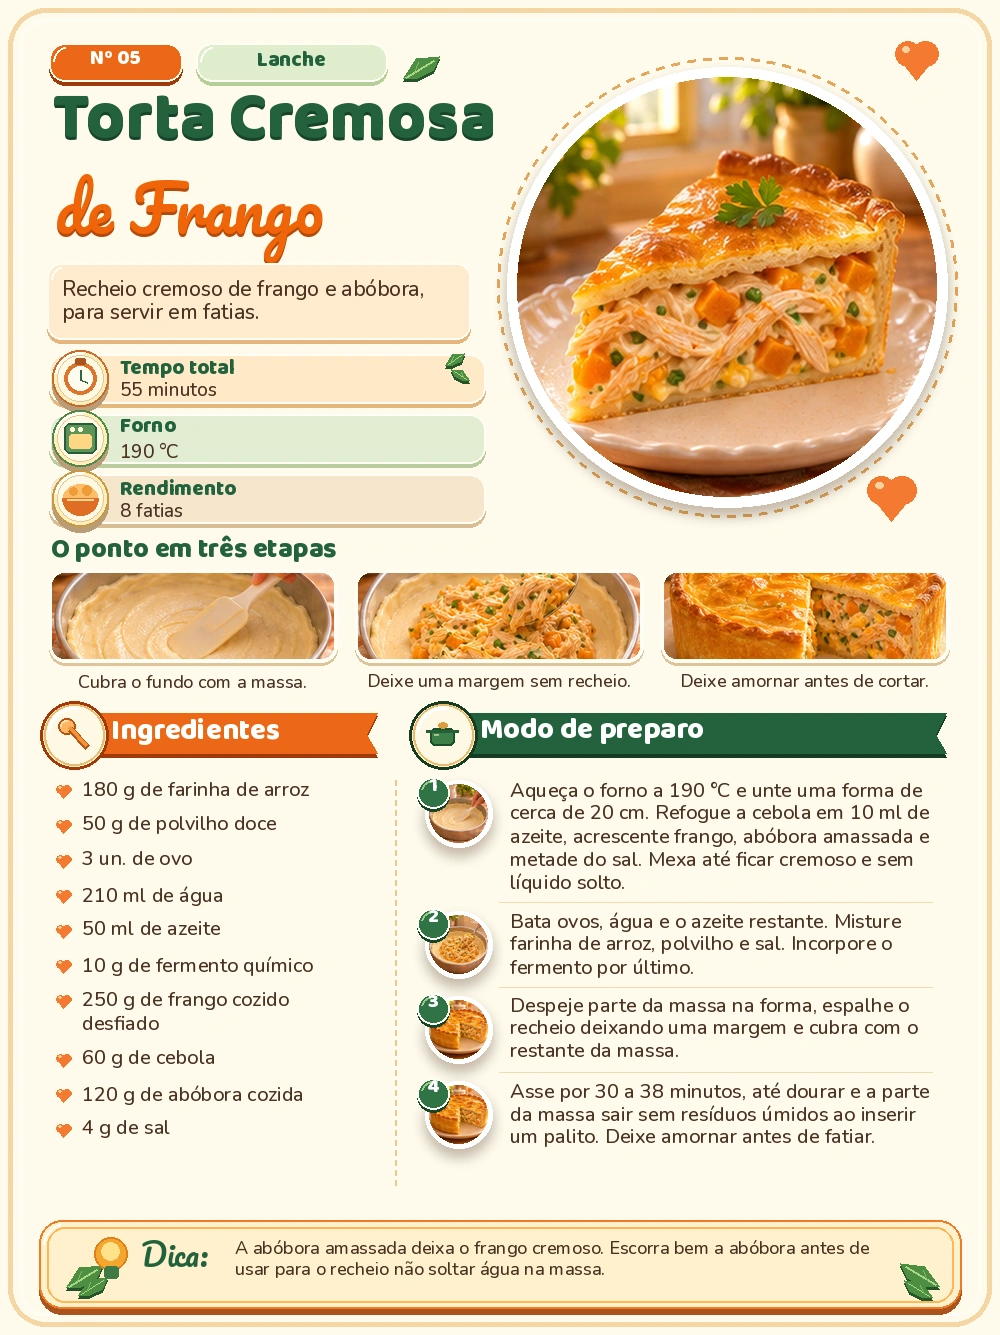 Nº 05
Lanche
Torta Cremosa
de Frango
Recheio cremoso de frango e abóbora,
para servir em fatias.
Tempo total
55 minutos
Forno
190 °C
Rendimento
8 fatias
O ponto em três etapas
Cubra o fundo com a massa.
Deixe uma margem sem recheio.
Deixe amornar antes de cortar.
Ingredientes
180 g de farinha de arroz
50 g de polvilho doce
3 un. de ovo
210 ml de água
50 ml de azeite
10 g de fermento químico
250 g de frango cozido
desfiado
60 g de cebola
120 g de abóbora cozida
4 g de sal
Modo de preparo
1
Aqueça o forno a 190 °C e unte uma forma de
cerca de 20 cm. Refogue a cebola em 10 ml de
azeite, acrescente frango, abóbora amassada e
metade do sal. Mexa até ficar cremoso e sem
líquido solto.
2
Bata ovos, água e o azeite restante. Misture
farinha de arroz, polvilho e sal. Incorpore o
fermento por último.
3
Despeje parte da massa na forma, espalhe o
recheio deixando uma margem e cubra com o
restante da massa.
4
Asse por 30 a 38 minutos, até dourar e a parte
da massa sair sem resíduos úmidos ao inserir
um palito. Deixe amornar antes de fatiar.
Dica:
A abóbora amassada deixa o frango cremoso. Escorra bem a abóbora antes de
usar para o recheio não soltar água na massa.